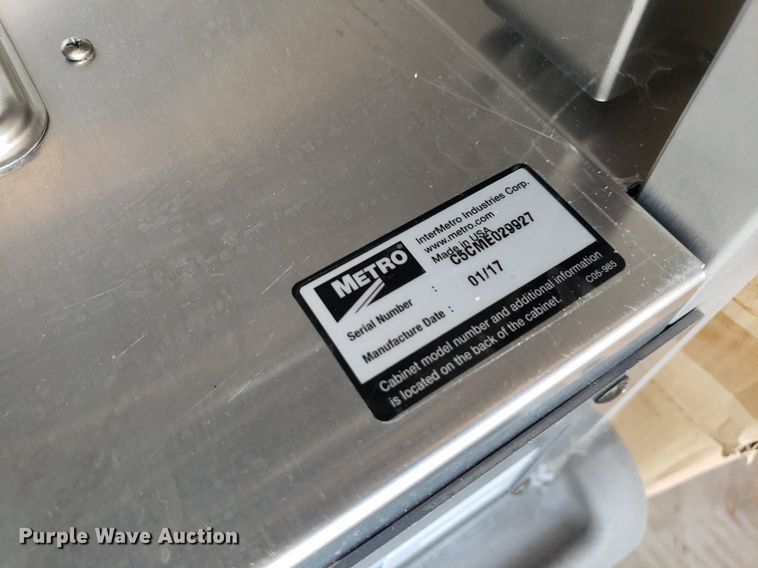 METRO
InterMetro Industries Corp.
www.metro.com
Made in USA
Serial Number : C5CME029927
Manufacture Date : 01/17
Cabinet model number and additional information
is located on the back of the cabinet.
C05-985
Purple Wave Auction